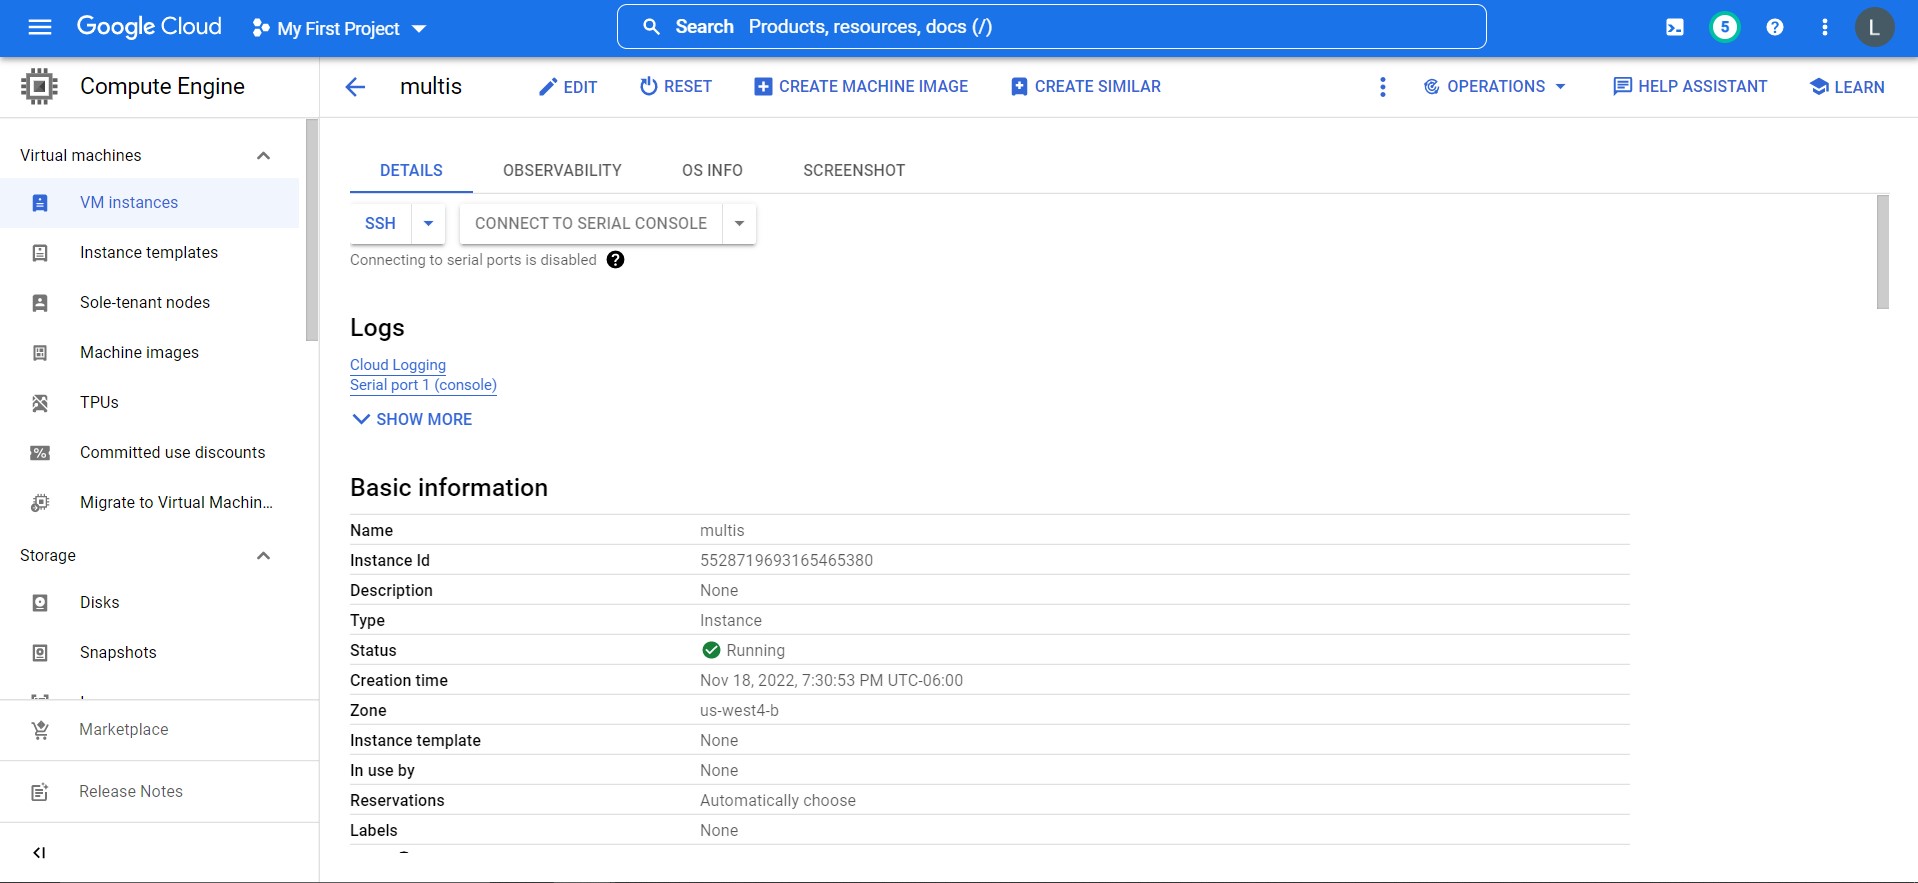 Google Cloud
My First Project
Search Products, resources, docs (/)
5
L
Compute Engine
multis
EDIT
RESET
CREATE MACHINE IMAGE
CREATE SIMILAR
OPERATIONS
HELP ASSISTANT
LEARN
Virtual machines
VM instances
Instance templates
Sole-tenant nodes
Machine images
TPUs
Committed use discounts
Migrate to Virtual Machin...
Storage
Disks
Snapshots
Marketplace
Release Notes
DETAILS
OBSERVABILITY
OS INFO
SCREENSHOT
SSH
CONNECT TO SERIAL CONSOLE
Connecting to serial ports is disabled
Logs
Cloud Logging
Serial port 1 (console)
SHOW MORE
Basic information
Name multis
Instance Id 5528719693165465380
Description None
Type Instance
Status Running
Creation time Nov 18, 2022, 7:30:53 PM UTC-06:00
Zone us-west4-b
Instance template None
In use by None
Reservations Automatically choose
Labels None